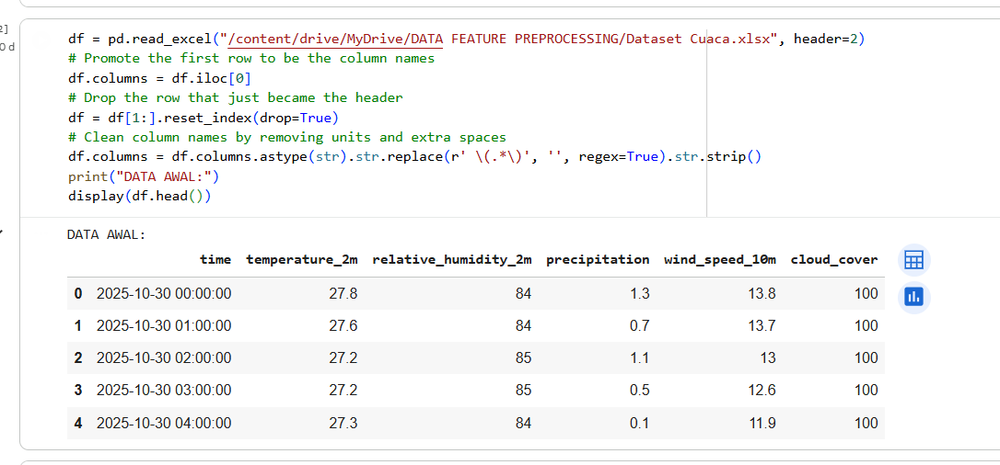 2]
0 d
df = pd.read_excel("/content/drive/MyDrive/DATA FEATURE PREPROCESSING/Dataset Cuaca.xlsx", header=2)
# Promote the first row to be the column names
df.columns = df.iloc[0]
# Drop the row that just became the header
df = df[1:].reset_index(drop=True)
# Clean column names by removing units and extra spaces
df.columns = df.columns.astype(str).str.replace(r' \(.*\)', '', regex=True).str.strip()
print("DATA AWAL:")
display(df.head())
DATA AWAL:
time temperature_2m relative_humidity_2m precipitation wind_speed_10m cloud_cover
0 2025-10-30 00:00:00 27.8 84 1.3 13.8 100
1 2025-10-30 01:00:00 27.6 84 0.7 13.7 100
2 2025-10-30 02:00:00 27.2 85 1.1 13 100
3 2025-10-30 03:00:00 27.2 85 0.5 12.6 100
4 2025-10-30 04:00:00 27.3 84 0.1 11.9 100